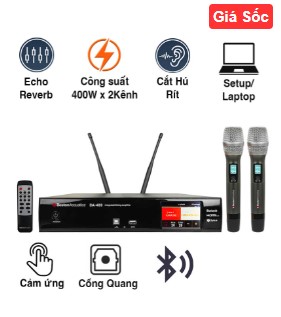 Giá Sốc
Echo
Reverb
Công suất
400W x 2Kênh
Cắt Hú
Rít
Setup/
Laptop
Cảm ứng
Cổng Quang